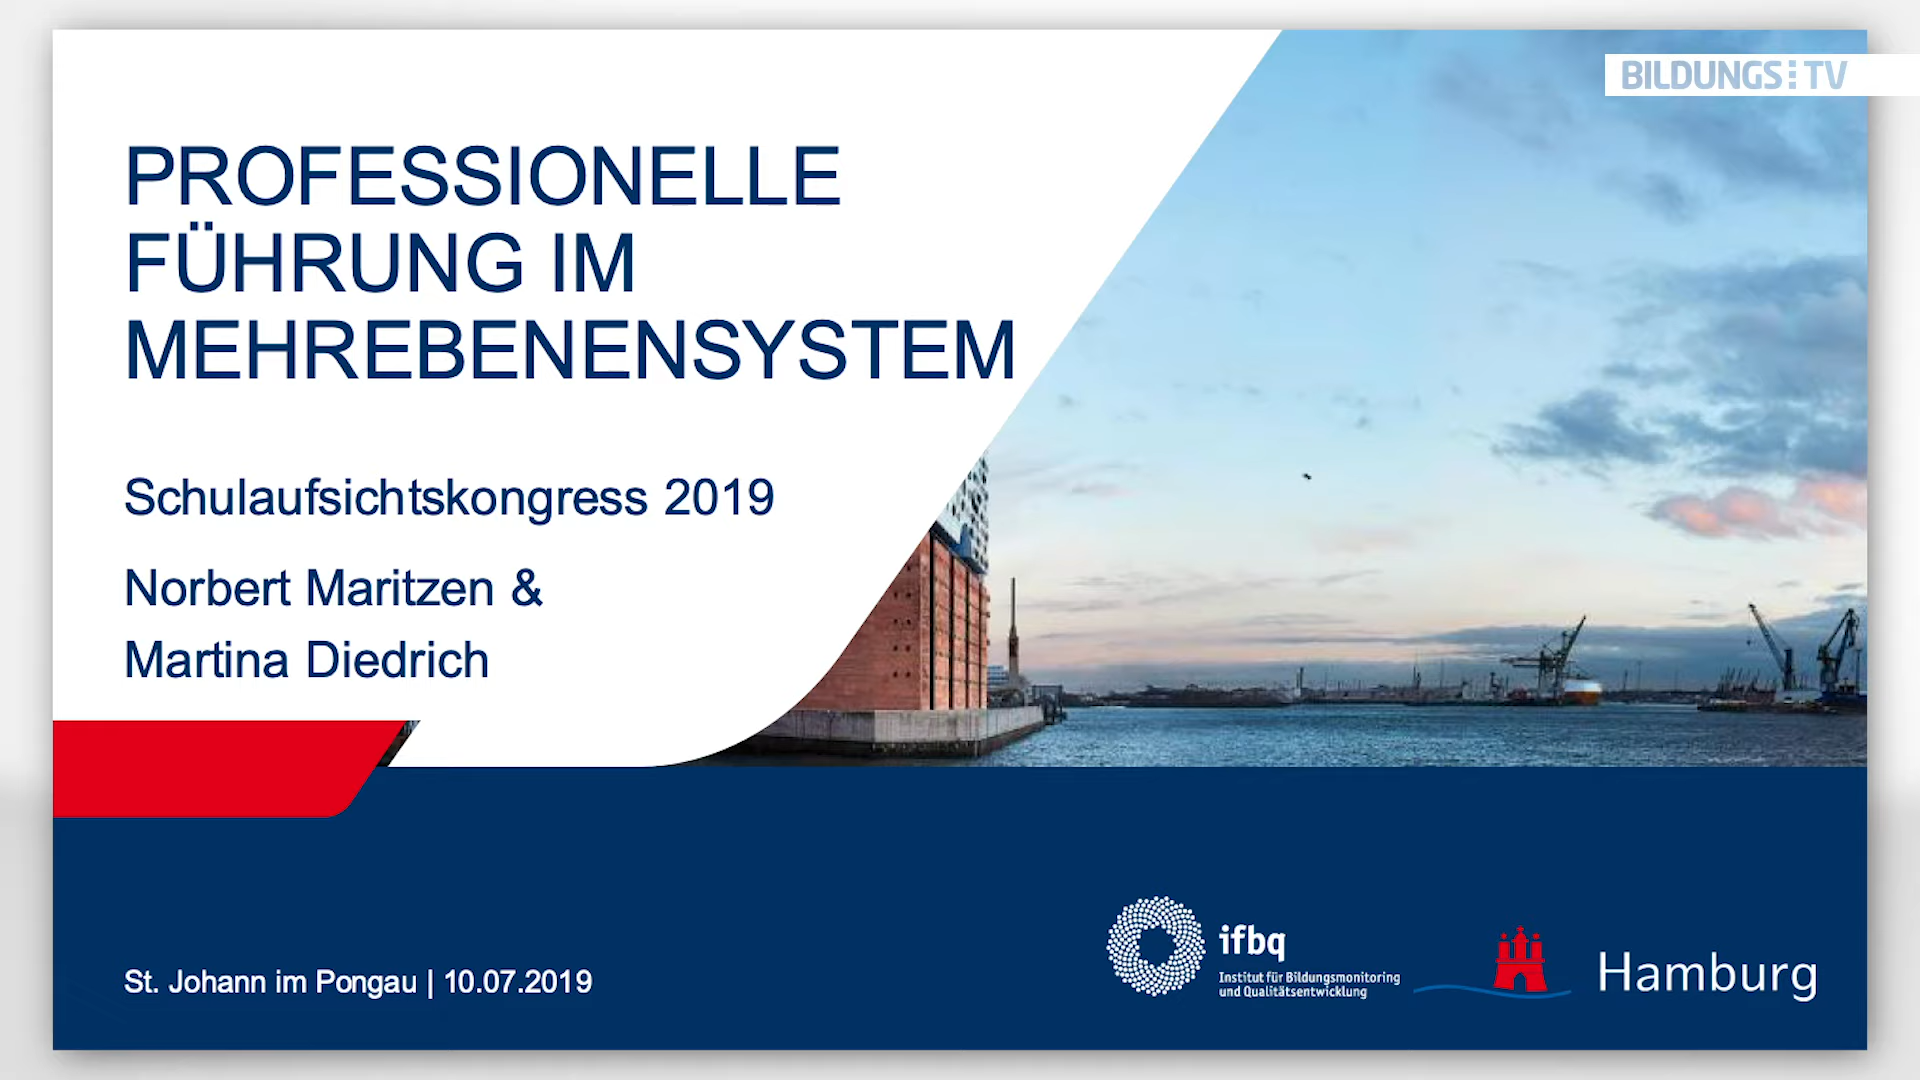 BILDUNGS TV
PROFESSIONELLE
FÜHRUNG IM
MEHREBENENSYSTEM
Schulaufsichtskongress 2019
Norbert Maritzen &
Martina Diedrich
St. Johann im Pongau | 10.07.2019
ifbq
Institut für Bildungsmonitoring
und Qualitätsentwicklung
Hamburg